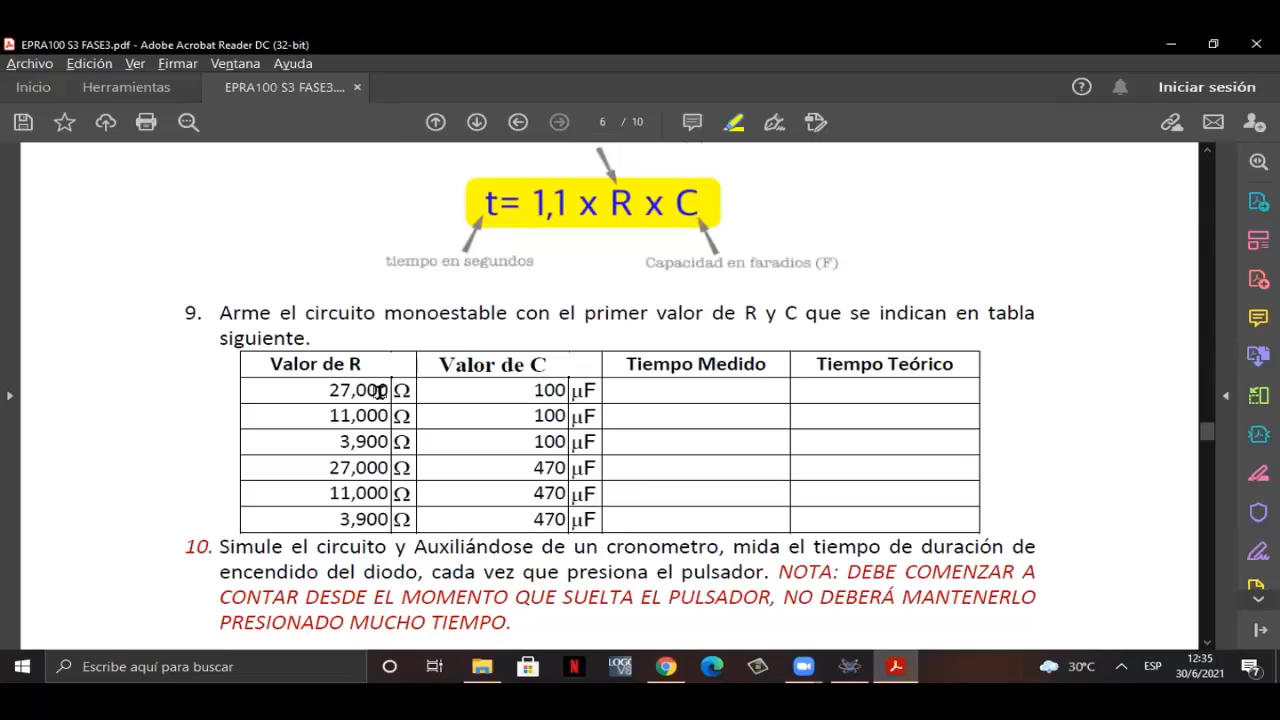 EPRA100 S3 FASE3.pdf - Adobe Acrobat Reader DC (32-bit)
Archivo Edición Ver Firmar Ventana Ayuda
Inicio Herramientas EPRA100 S3 FASE3.... × Iniciar sesión
6 / 10
t= 1,1 x R x C
tiempo en segundos Capacidad en faradios (F)
9. Arme el circuito monoestable con el primer valor de R y C que se indican en tabla
siguiente.
Valor de R Valor de C Tiempo Medido Tiempo Teórico
27,000 Ω 100 µF
11,000 Ω 100 µF
3,900 Ω 100 µF
27,000 Ω 470 µF
11,000 Ω 470 µF
3,900 Ω 470 µF
10. Simule el circuito y Auxiliándose de un cronometro, mida el tiempo de duración de
encendido del diodo, cada vez que presiona el pulsador. NOTA: DEBE COMENZAR A
CONTAR DESDE EL MOMENTO QUE SUELTA EL PULSADOR, NO DEBERÁ MANTENERLO
PRESIONADO MUCHO TIEMPO.
Escribe aquí para buscar
30°C ESP
12:35
30/6/2021
7